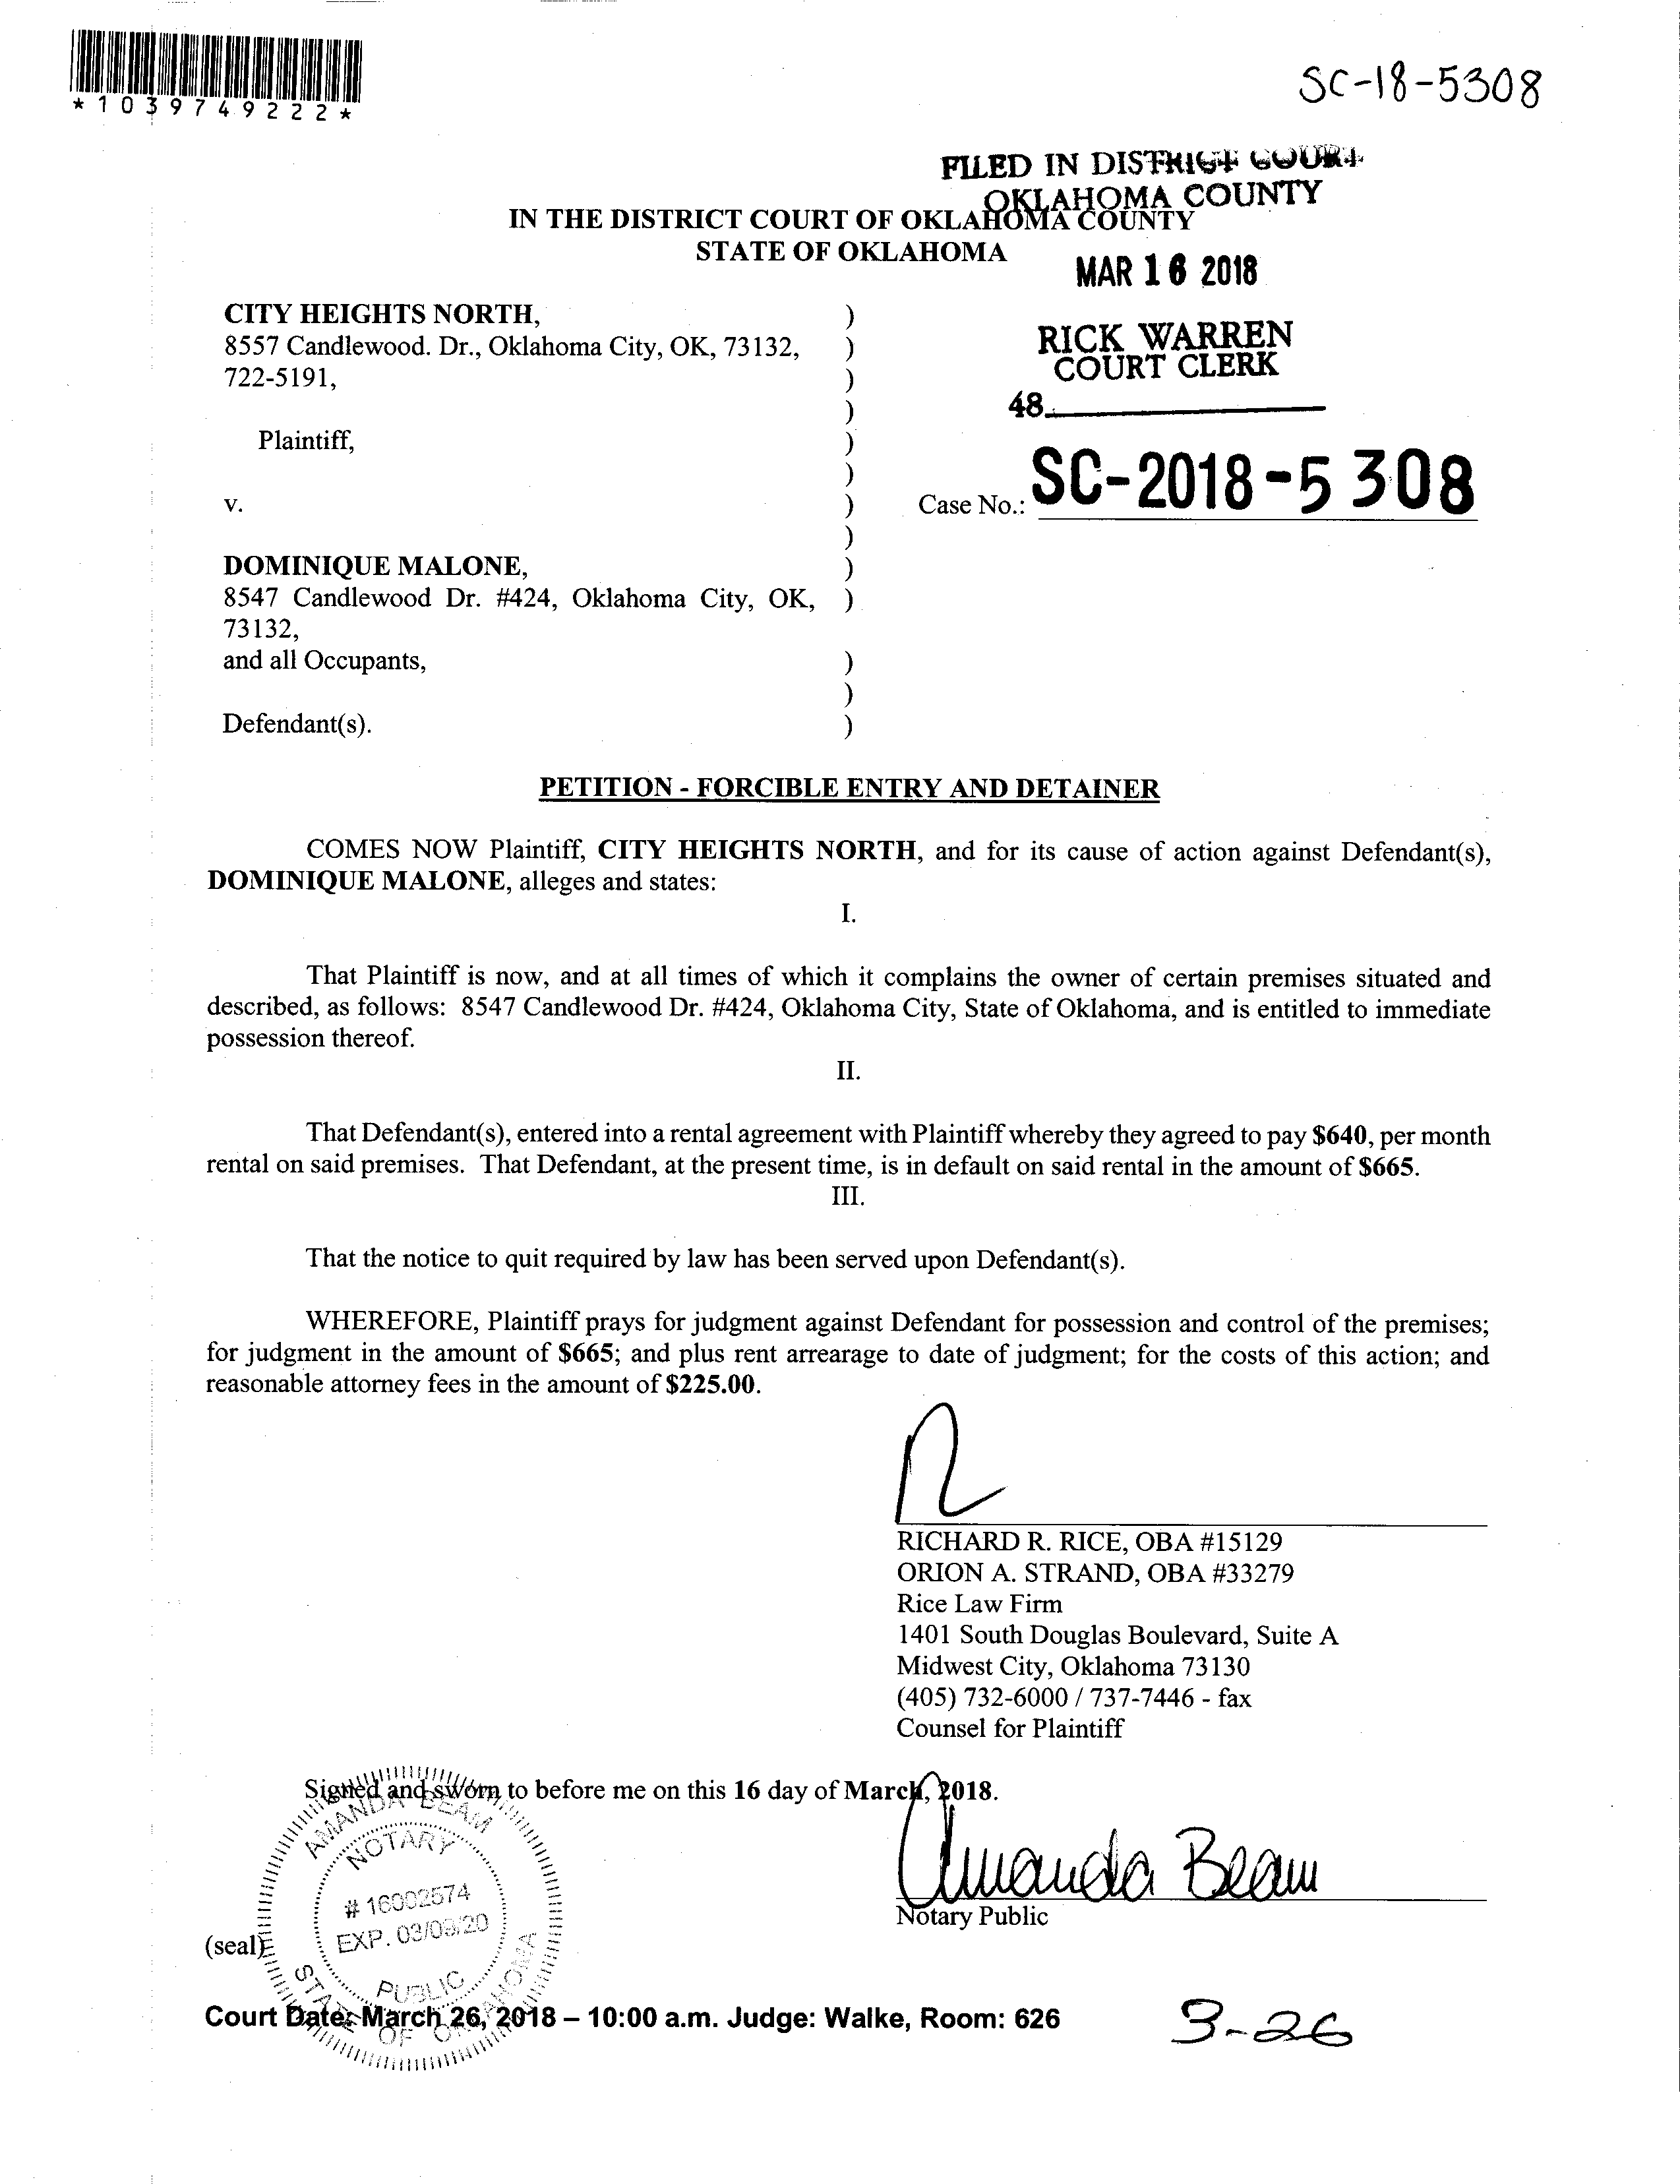 *1039749222*
SC-18-5308
FILED IN DISTRICT COURT
OKLAHOMA COUNTY
IN THE DISTRICT COURT OF OKLAHOMA COUNTY
STATE OF OKLAHOMA
MAR 16 2018
RICK WARREN
COURT CLERK
48
CITY HEIGHTS NORTH, )
8557 Candlewood. Dr., Oklahoma City, OK, 73132, )
722-5191, )
)
Plaintiff, )
)
v. )
Case No.: SC-2018-5 308
)
DOMINIQUE MALONE, )
8547 Candlewood Dr. #424, Oklahoma City, OK, )
73132,
and all Occupants, )
)
Defendant(s). )
PETITION - FORCIBLE ENTRY AND DETAINER
COMES NOW Plaintiff, CITY HEIGHTS NORTH, and for its cause of action against Defendant(s),
DOMINIQUE MALONE, alleges and states:
I.
That Plaintiff is now, and at all times of which it complains the owner of certain premises situated and
described, as follows: 8547 Candlewood Dr. #424, Oklahoma City, State of Oklahoma, and is entitled to immediate
possession thereof.
II.
That Defendant(s), entered into a rental agreement with Plaintiff whereby they agreed to pay $640, per month
rental on said premises. That Defendant, at the present time, is in default on said rental in the amount of $665.
III.
That the notice to quit required by law has been served upon Defendant(s).
WHEREFORE, Plaintiff prays for judgment against Defendant for possession and control of the premises;
for judgment in the amount of $665; and plus rent arrearage to date of judgment; for the costs of this action; and
reasonable attorney fees in the amount of $225.00.
RICHARD R. RICE, OBA #15129
ORION A. STRAND, OBA #33279
Rice Law Firm
1401 South Douglas Boulevard, Suite A
Midwest City, Oklahoma 73130
(405) 732-6000 / 737-7446 - fax
Counsel for Plaintiff
Signed and sworn to before me on this 16 day of March, 2018.
AMANDA BEAM
NOTARY
# 16002574
EXP. 03/08/20
PUBLIC
STATE OF OKLAHOMA
Amanda Beam
Notary Public
(seal)
Court Date: March 26, 2018 – 10:00 a.m. Judge: Walke, Room: 626
3-26